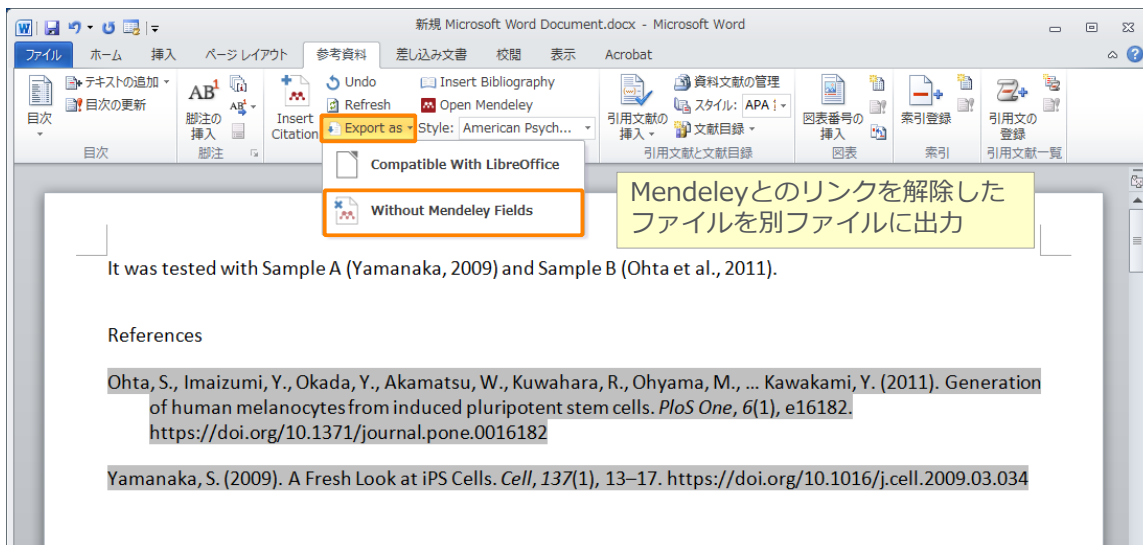 新規 Microsoft Word Document.docx - Microsoft Word
ファイル ホーム 挿入 ページ レイアウト 参考資料 差し込み文書 校閲 表示 Acrobat
目次
テキストの追加
目次の更新
目次
AB¹
脚注の
挿入
AB
脚注
Insert
Citation
Undo
Refresh
Export as
Insert Bibliography
Open Mendeley
Style: American Psych...
引用文献の
挿入
資料文献の管理
スタイル: APA
文献目録
引用文献と文献目録
図表番号の
挿入
図表
索引登録
索引
引用文の
登録
引用文献一覧
Compatible With LibreOffice
Without Mendeley Fields
Mendeleyとのリンクを解除した
ファイルを別ファイルに出力
It was tested with Sample A (Yamanaka, 2009) and Sample B (Ohta et al., 2011).
References
Ohta, S., Imaizumi, Y., Okada, Y., Akamatsu, W., Kuwahara, R., Ohyama, M., … Kawakami, Y. (2011). Generation
of human melanocytes from induced pluripotent stem cells. PloS One, 6(1), e16182.
https://doi.org/10.1371/journal.pone.0016182
Yamanaka, S. (2009). A Fresh Look at iPS Cells. Cell, 137(1), 13–17. https://doi.org/10.1016/j.cell.2009.03.034